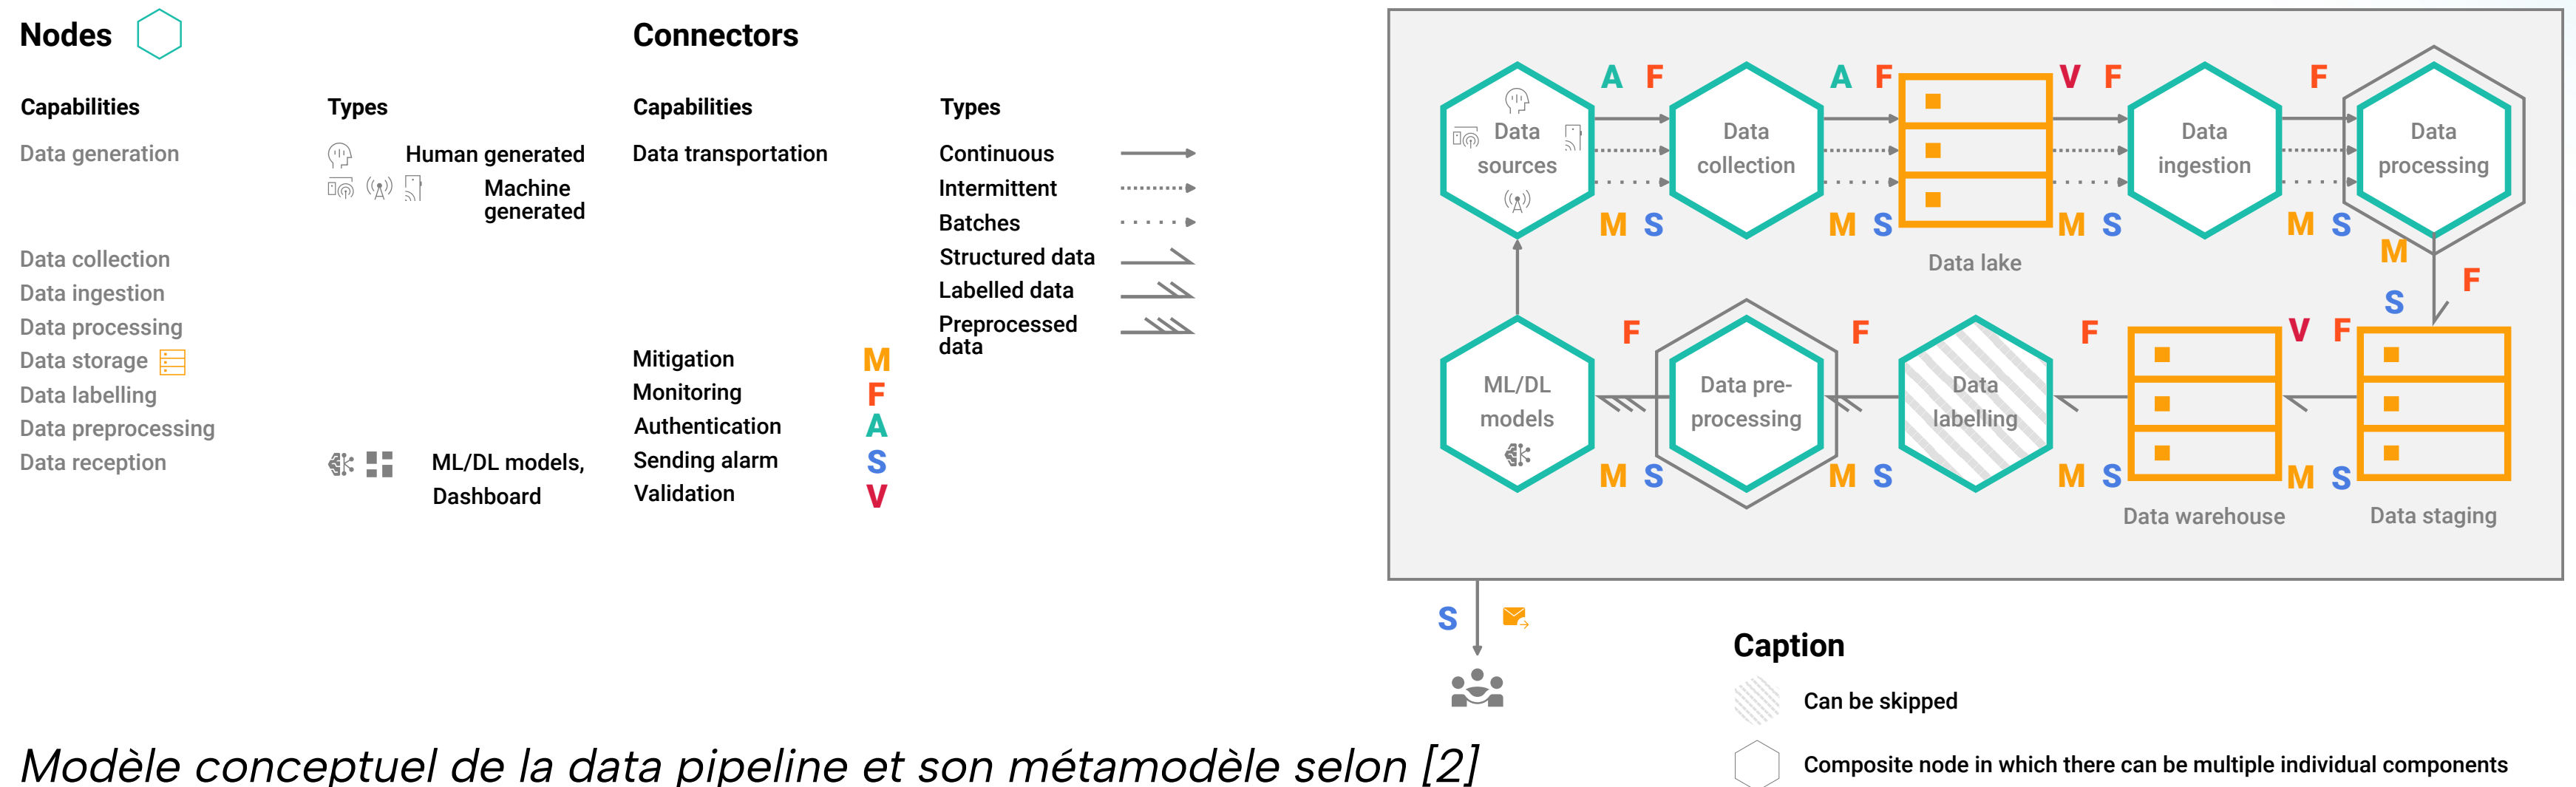 Nodes
Connectors
Capabilities
Types
Capabilities
Types
Data generation
Human generated
Machine
generated
Data collection
Data ingestion
Data processing
Data storage
Data labelling
Data preprocessing
Data reception
ML/DL models,
Dashboard
Data transportation
Mitigation M
Monitoring F
Authentication A
Sending alarm S
Validation V
Continuous
Intermittent
Batches
Structured data
Labelled data
Preprocessed
data
A F
A F
V F
F
Data
sources
Data
collection
Data
ingestion
Data
processing
M S
M S
M S
M S
Data lake
M
F
S
F
F
F
V F
ML/DL
models
Data pre-
processing
Data
labelling
M S
M S
M S
M S
Data warehouse
Data staging
S
Caption
Can be skipped
Composite node in which there can be multiple individual components
Modèle conceptuel de la data pipeline et son métamodèle selon [2]